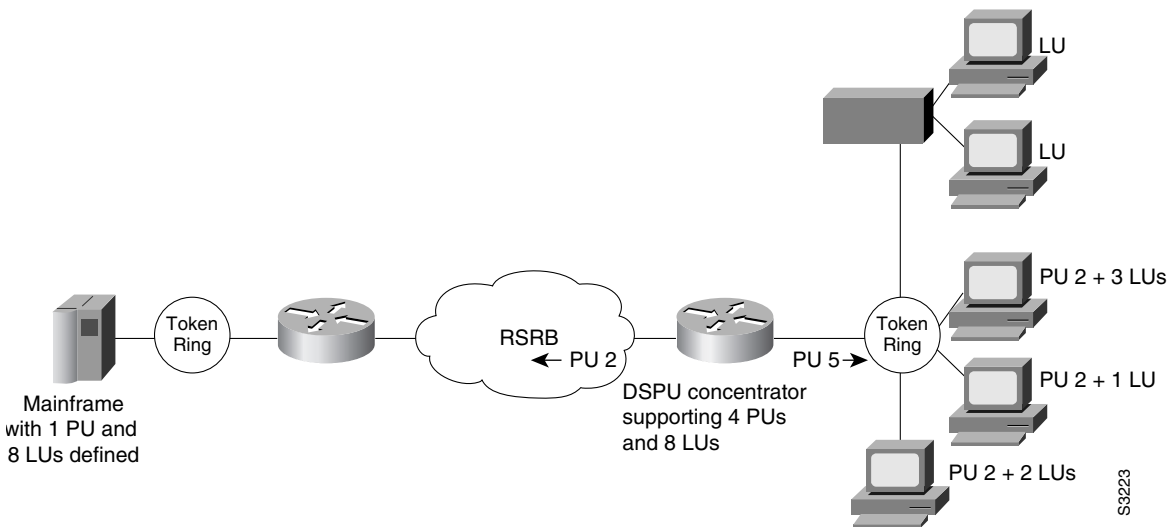 LU
LU
PU 2 + 3 LUs
Token
Ring
RSRB
← PU 2
PU 5 →
Token
Ring
PU 2 + 1 LU
Mainframe
with 1 PU and
8 LUs defined
DSPU concentrator
supporting 4 PUs
and 8 LUs
PU 2 + 2 LUs
S3223